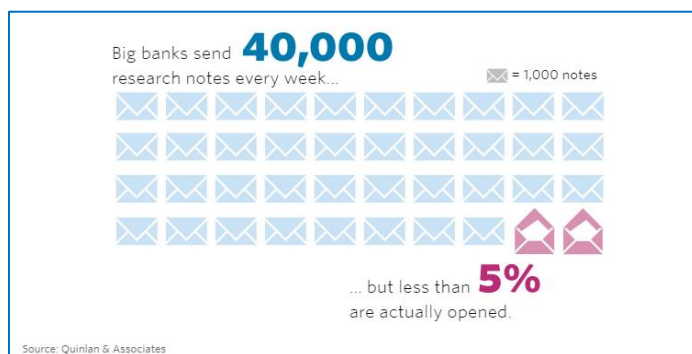 Big banks send 40,000
research notes every week...
= 1,000 notes
... but less than 5%
are actually opened.
Source: Quinlan & Associates